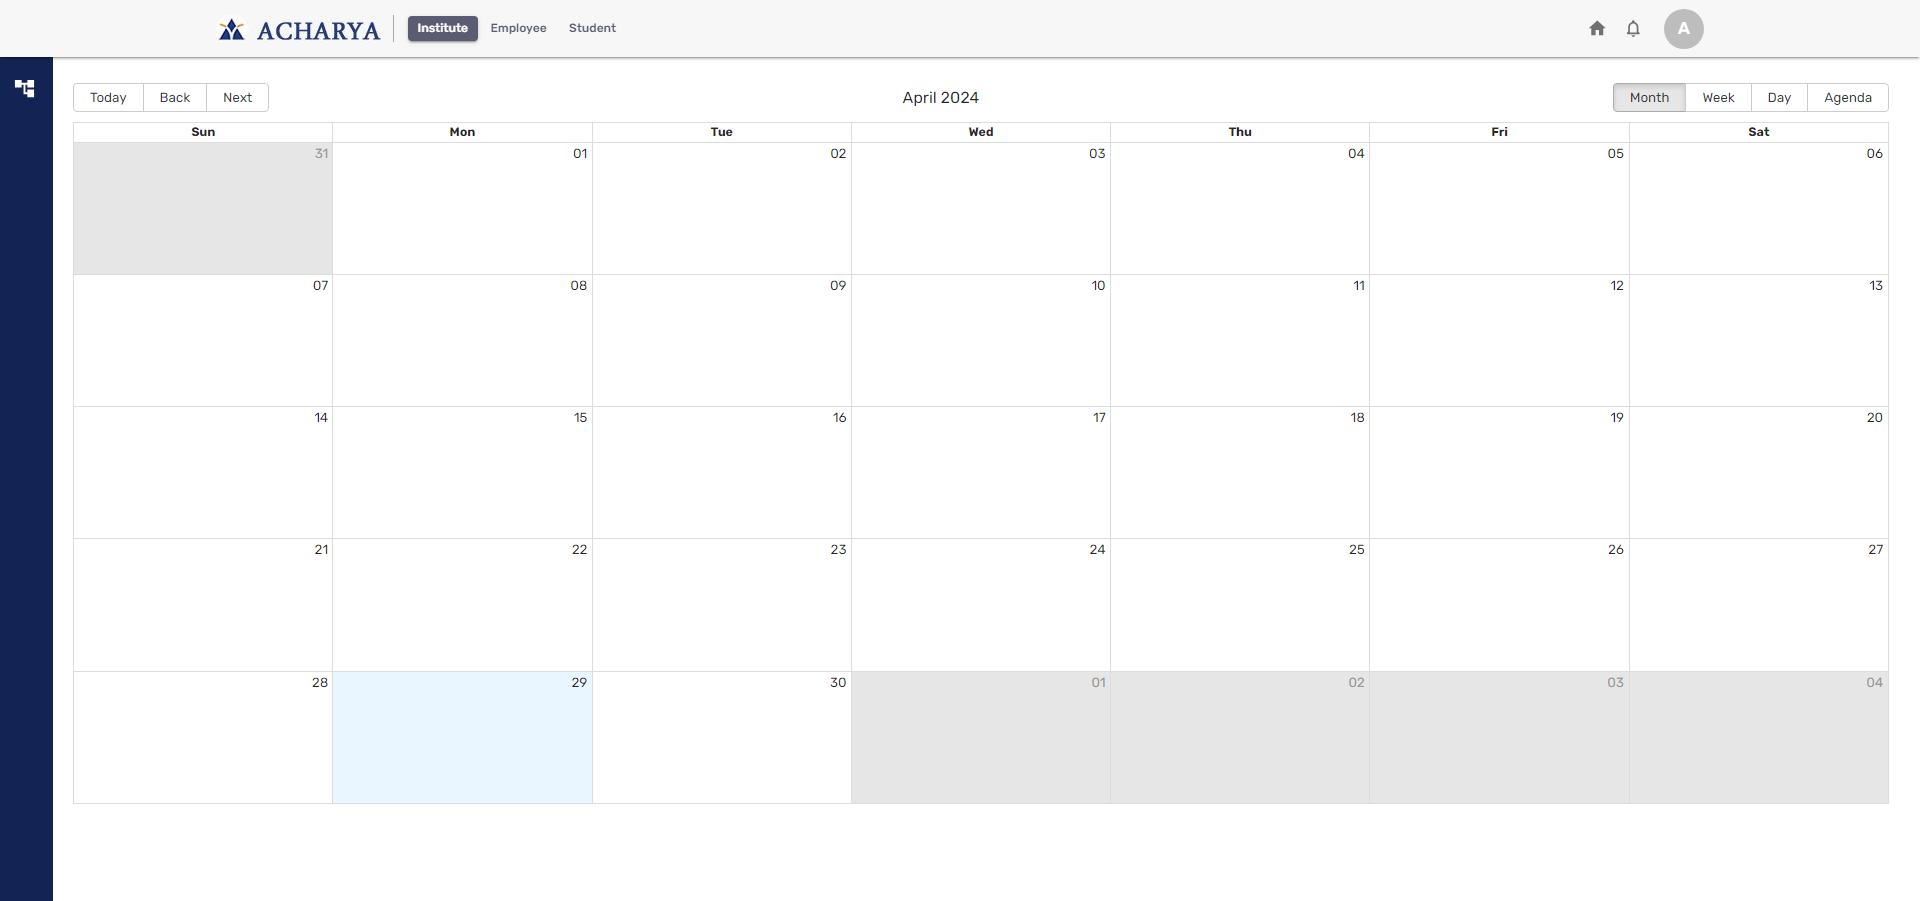 ACHARYA Institute Employee Student A
Today Back Next April 2024 Month Week Day Agenda
Sun Mon Tue Wed Thu Fri Sat
31 01 02 03 04 05 06
07 08 09 10 11 12 13
14 15 16 17 18 19 20
21 22 23 24 25 26 27
28 29 30 01 02 03 04